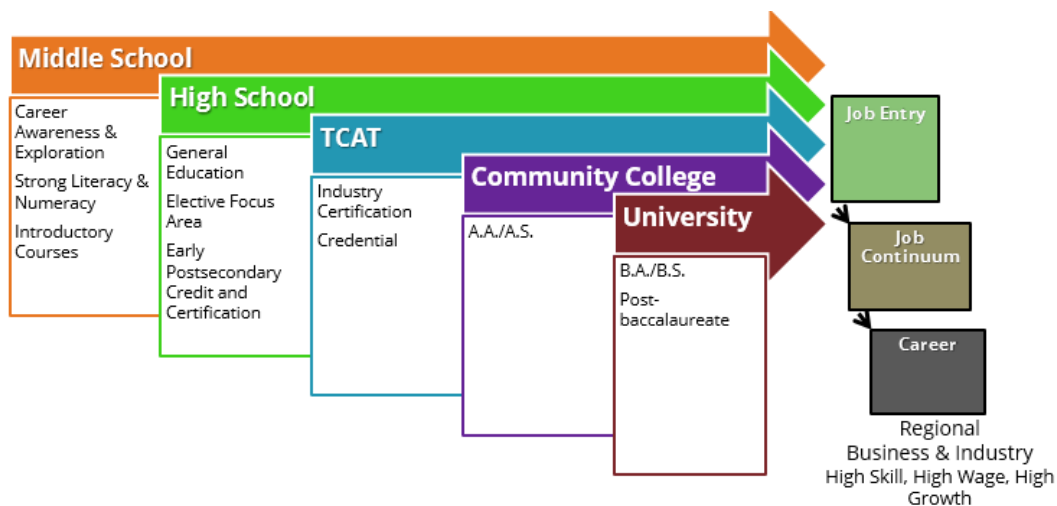 Middle School
Career
Awareness &
Exploration
Strong Literacy &
Numeracy
Introductory
Courses
High School
General
Education
Elective Focus
Area
Early
Postsecondary
Credit and
Certification
TCAT
Industry
Certification
Credential
Community College
A.A./A.S.
University
B.A./B.S.
Post-
baccalaureate
Job Entry
Job
Continuum
Career
Regional
Business & Industry
High Skill, High Wage, High
Growth